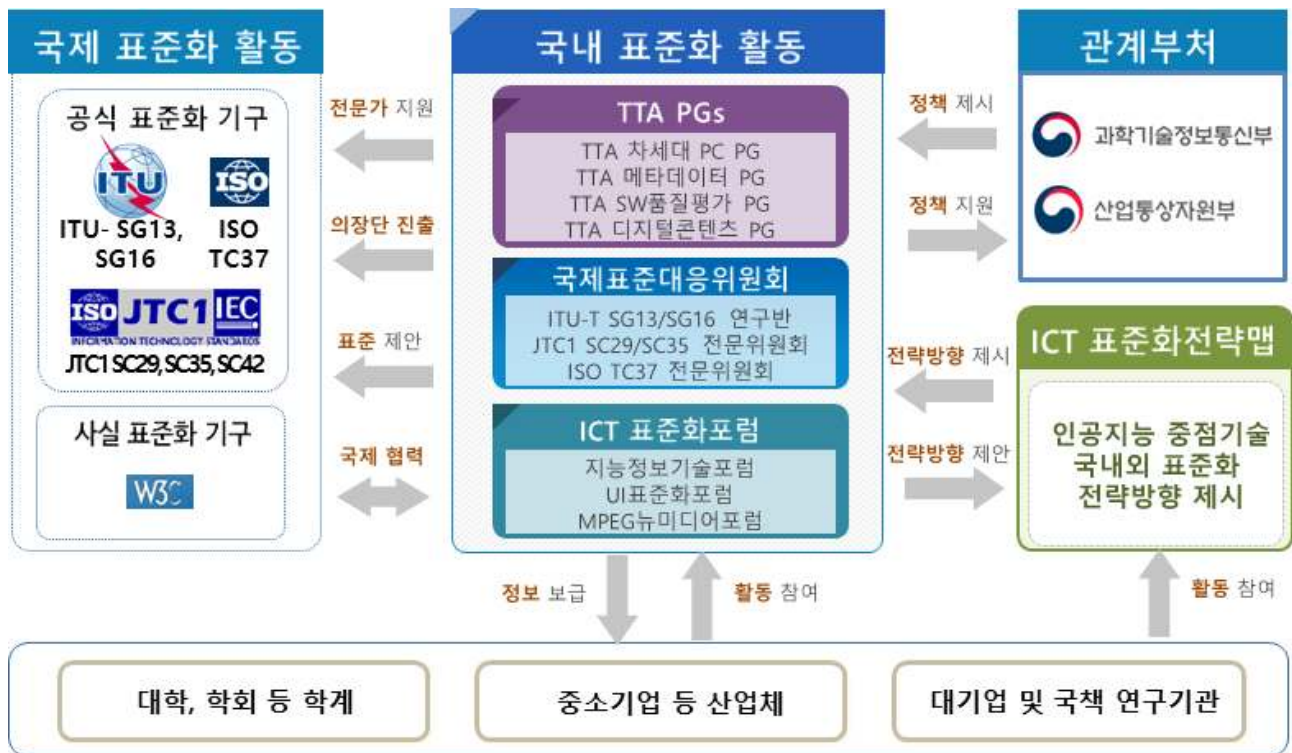 국제 표준화 활동
공식 표준화 기구
ITU
ISO
ITU- SG13,
SG16
ISO
TC37
ISO JTC1 IEC
INFORMATION TECHNOLOGY STANDARDS
JTC1 SC29, SC35, SC42
사실 표준화 기구
W3C
전문가 지원
의장단 진출
표준 제안
국제 협력
국내 표준화 활동
TTA PGs
TTA 차세대 PC PG
TTA 메타데이터 PG
TTA SW품질평가 PG
TTA 디지털콘텐츠 PG
국제표준대응위원회
ITU-T SG13/SG16 연구반
JTC1 SC29/SC35 전문위원회
ISO TC37 전문위원회
ICT 표준화포럼
지능정보기술포럼
UI표준화포럼
MPEG뉴미디어포럼
정책 제시
정책 지원
전략방향 제시
전략방향 제안
관계부처
과학기술정보통신부
산업통상자원부
ICT 표준화전략맵
인공지능 중점기술
국내외 표준화
전략방향 제시
정보 보급
활동 참여
활동 참여
대학, 학회 등 학계
중소기업 등 산업체
대기업 및 국책 연구기관